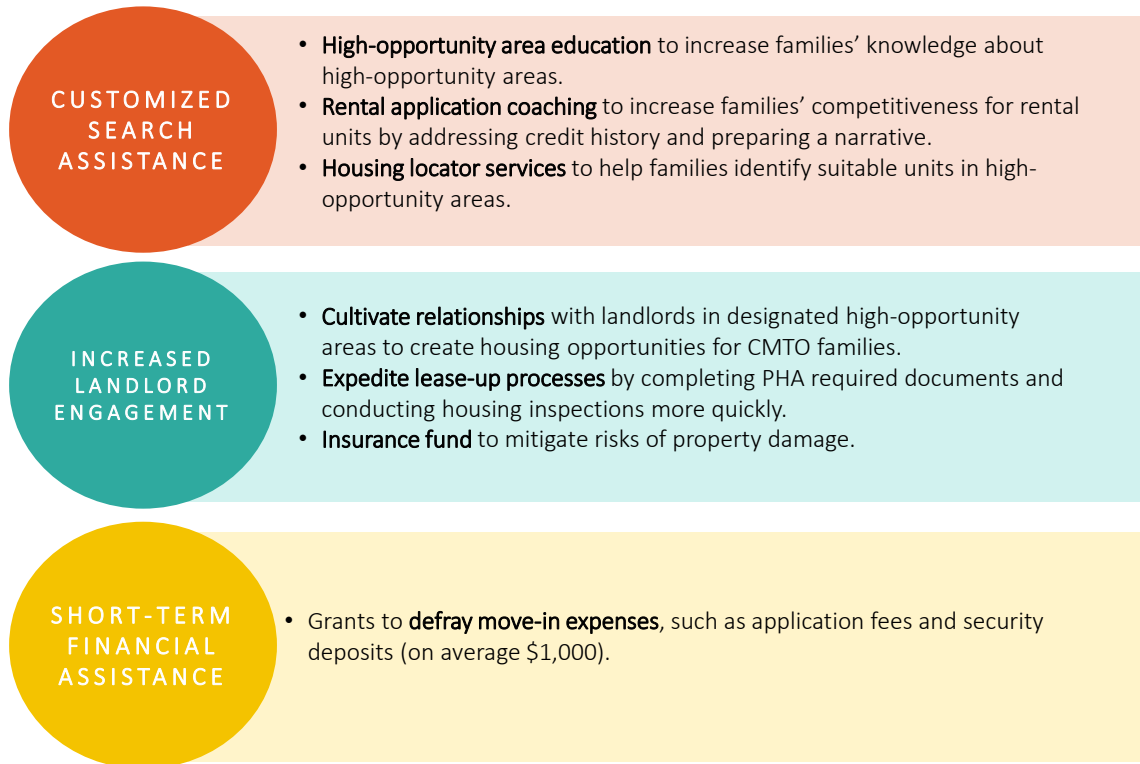 CUSTOMIZED
SEARCH
ASSISTANCE
• High-opportunity area education to increase families’ knowledge about
high-opportunity areas.
• Rental application coaching to increase families’ competitiveness for rental
units by addressing credit history and preparing a narrative.
• Housing locator services to help families identify suitable units in high-
opportunity areas.
INCREASED
LANDLORD
ENGAGEMENT
• Cultivate relationships with landlords in designated high-opportunity
areas to create housing opportunities for CMTO families.
• Expedite lease-up processes by completing PHA required documents and
conducting housing inspections more quickly.
• Insurance fund to mitigate risks of property damage.
SHORT-TERM
FINANCIAL
ASSISTANCE
• Grants to defray move-in expenses, such as application fees and security
deposits (on average $1,000).